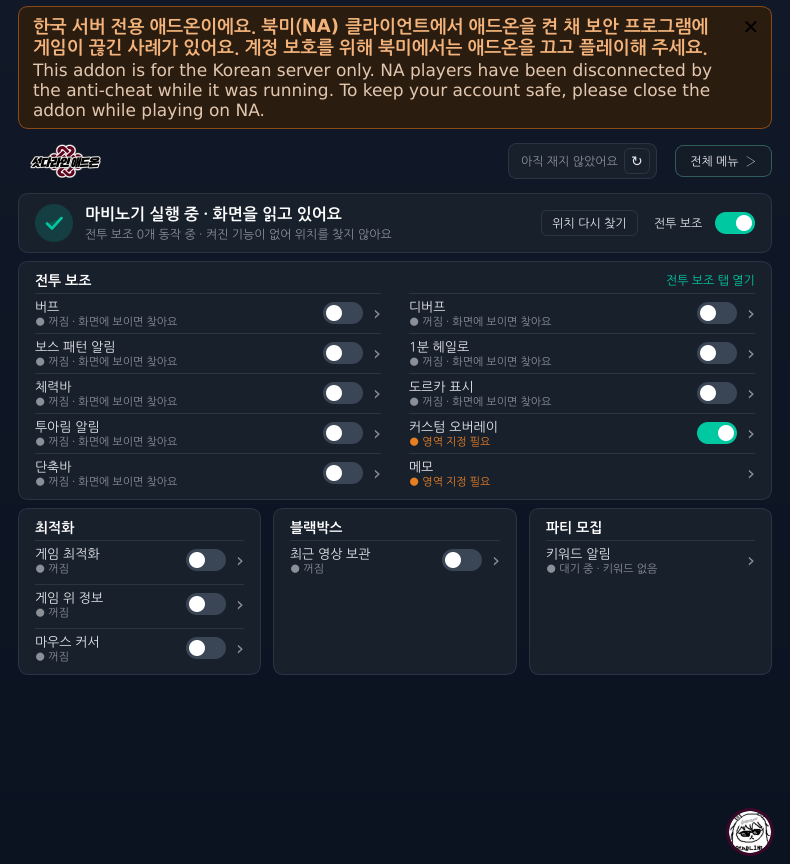 한국 서버 전용 애드온이에요. 북미(NA) 클라이언트에서 애드온을 켠 채 보안 프로그램에
게임이 끊긴 사례가 있어요. 계정 보호를 위해 북미에서는 애드온을 끄고 플레이해 주세요.
This addon is for the Korean server only. NA players have been disconnected by
the anti-cheat while it was running. To keep your account safe, please close the
addon while playing on NA.
아직 재지 않았어요
전체 메뉴 >
마비노기 실행 중 · 화면을 읽고 있어요
전투 보조 0개 동작 중 · 켜진 기능이 없어 위치를 찾지 않아요
위치 다시 찾기
전투 보조
전투 보조
전투 보조 탭 열기
버프
꺼짐 · 화면에 보이면 찾아요
디버프
꺼짐 · 화면에 보이면 찾아요
보스 패턴 알림
꺼짐 · 화면에 보이면 찾아요
1분 헤일로
꺼짐 · 화면에 보이면 찾아요
체력바
꺼짐 · 화면에 보이면 찾아요
도르카 표시
꺼짐 · 화면에 보이면 찾아요
투아림 알림
꺼짐 · 화면에 보이면 찾아요
커스텀 오버레이
영역 지정 필요
단축바
꺼짐 · 화면에 보이면 찾아요
메모
영역 지정 필요
최적화
게임 최적화
꺼짐
게임 위 정보
꺼짐
마우스 커서
꺼짐
블랙박스
최근 영상 보관
꺼짐
파티 모집
키워드 알림
대기 중 · 키워드 없음